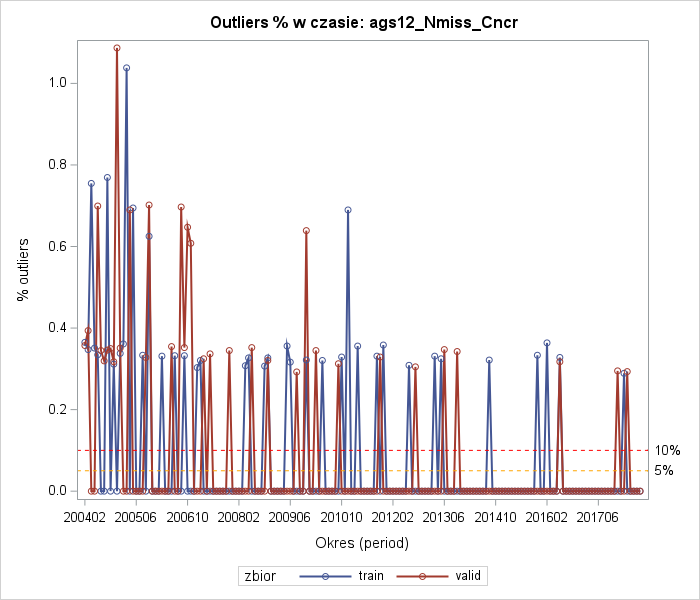 Outliers % w czasie: ags12_Nmiss_Cncr
% outliers
1.0
0.8
0.6
0.4
0.2
0.0
10%
5%
200402 200506 200610 200802 200906 201010 201202 201306 201410 201602 201706
Okres (period)
zbior train valid